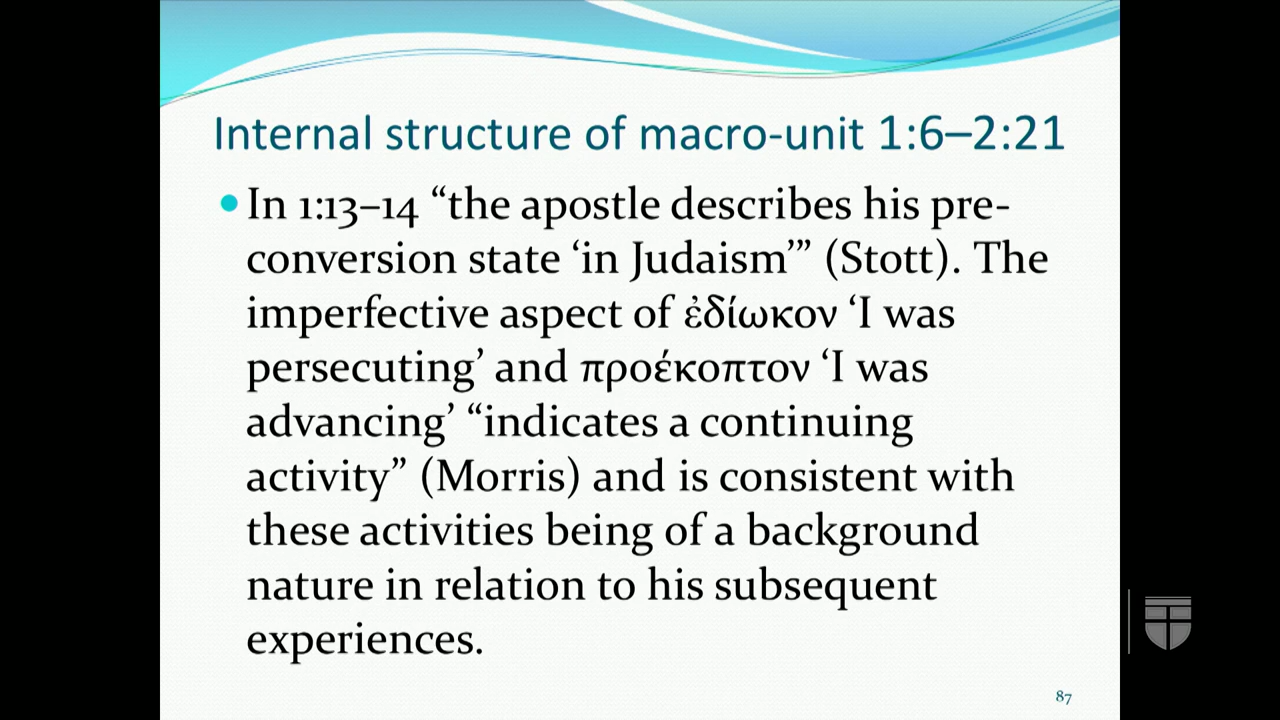 Internal structure of macro-unit 1:6–2:21
• In 1:13–14 “the apostle describes his pre-
conversion state ‘in Judaism’” (Stott). The
imperfective aspect of ἐδίωκον ‘I was
persecuting’ and προέκοπτον ‘I was
advancing’ “indicates a continuing
activity” (Morris) and is consistent with
these activities being of a background
nature in relation to his subsequent
experiences.
87